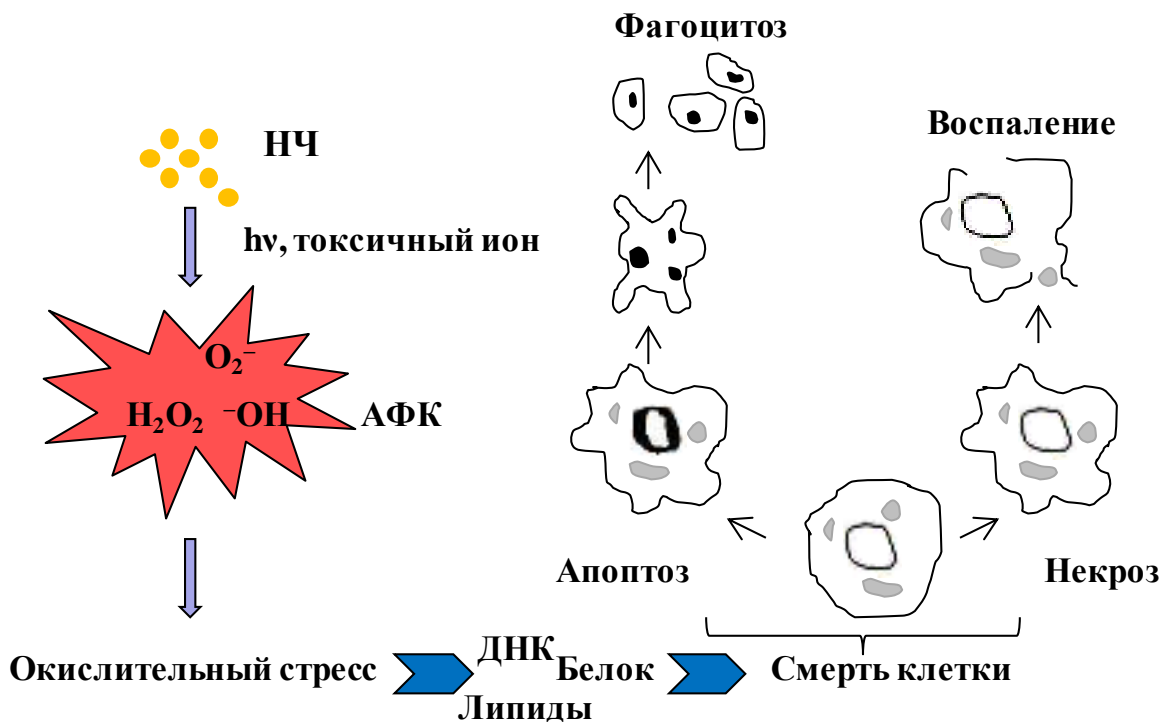 Фагоцитоз
Воспаление
НЧ
hν, токсичный ион
O₂⁻
H₂O₂ ⁻OH
АФК
Апоптоз
Некроз
Окислительный стресс
ДНК
Белок
Липиды
Смерть клетки